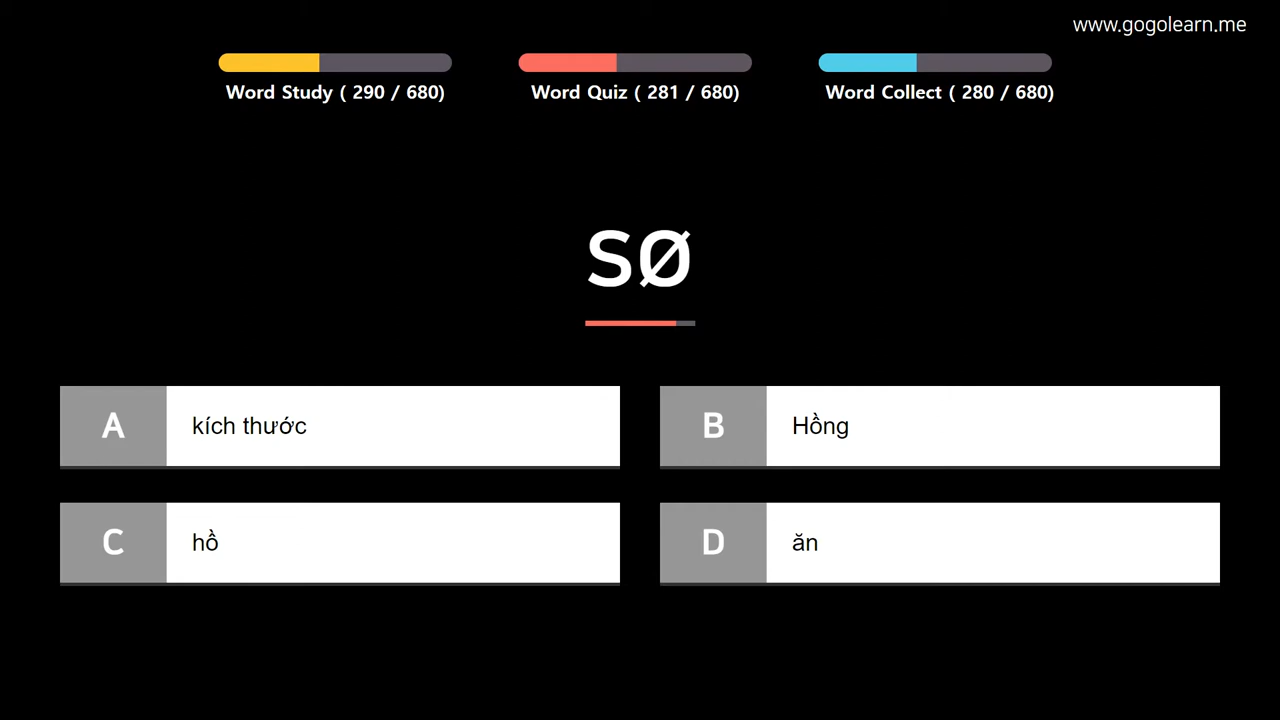 www.gogolearn.me
Word Study ( 290 / 680)
Word Quiz ( 281 / 680)
Word Collect ( 280 / 680)
sø
A kích thước
B Hồng
C hồ
D ăn